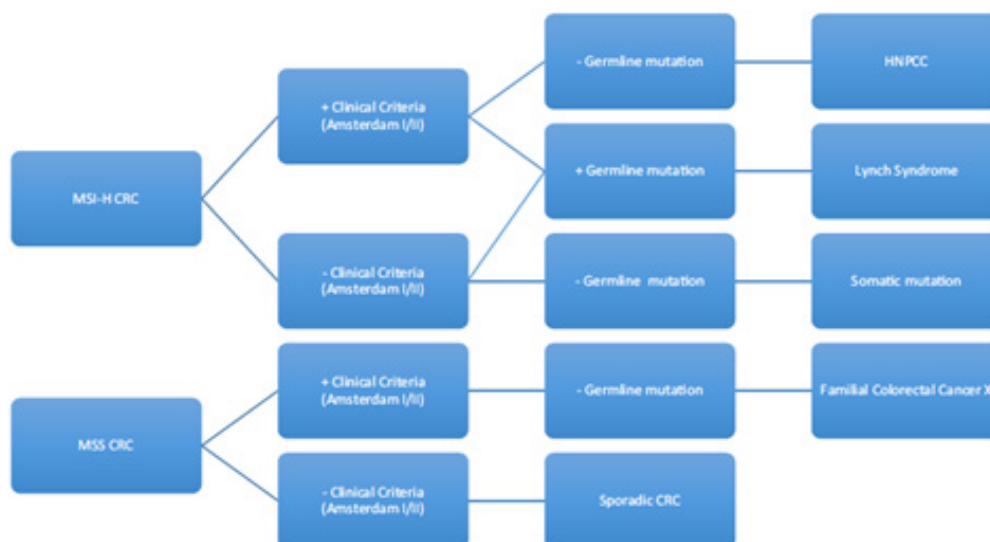 MSI-H CRC
+ Clinical Criteria
(Amsterdam I/II)
- Germline mutation
HNPCC
+ Germline mutation
Lynch Syndrome
- Clinical Criteria
(Amsterdam I/II)
- Germline mutation
Somatic mutation
MSS CRC
+ Clinical Criteria
(Amsterdam I/II)
- Germline mutation
Familial Colorectal Cancer X
- Clinical Criteria
(Amsterdam I/II)
Sporadic CRC